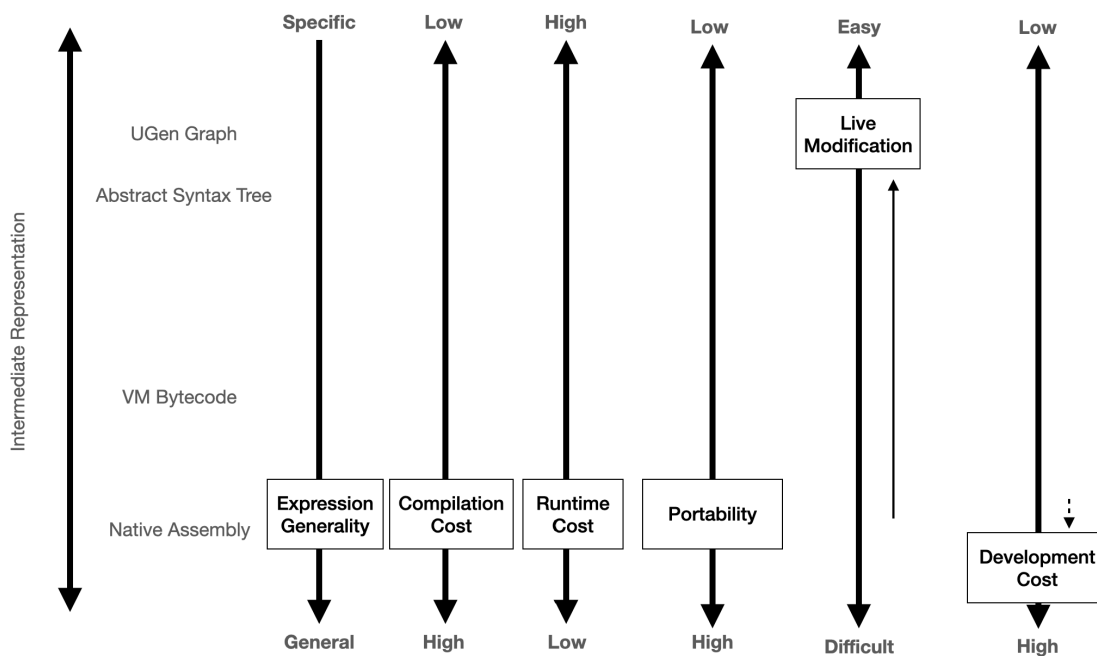 Specific
Low
High
Low
Easy
Low
UGen Graph
Live
Modification
Abstract Syntax Tree
Intermediate Representation
VM Bytecode
Native Assembly
Expression
Generality
Compilation
Cost
Runtime
Cost
Portability
Development
Cost
General
High
Low
High
Difficult
High